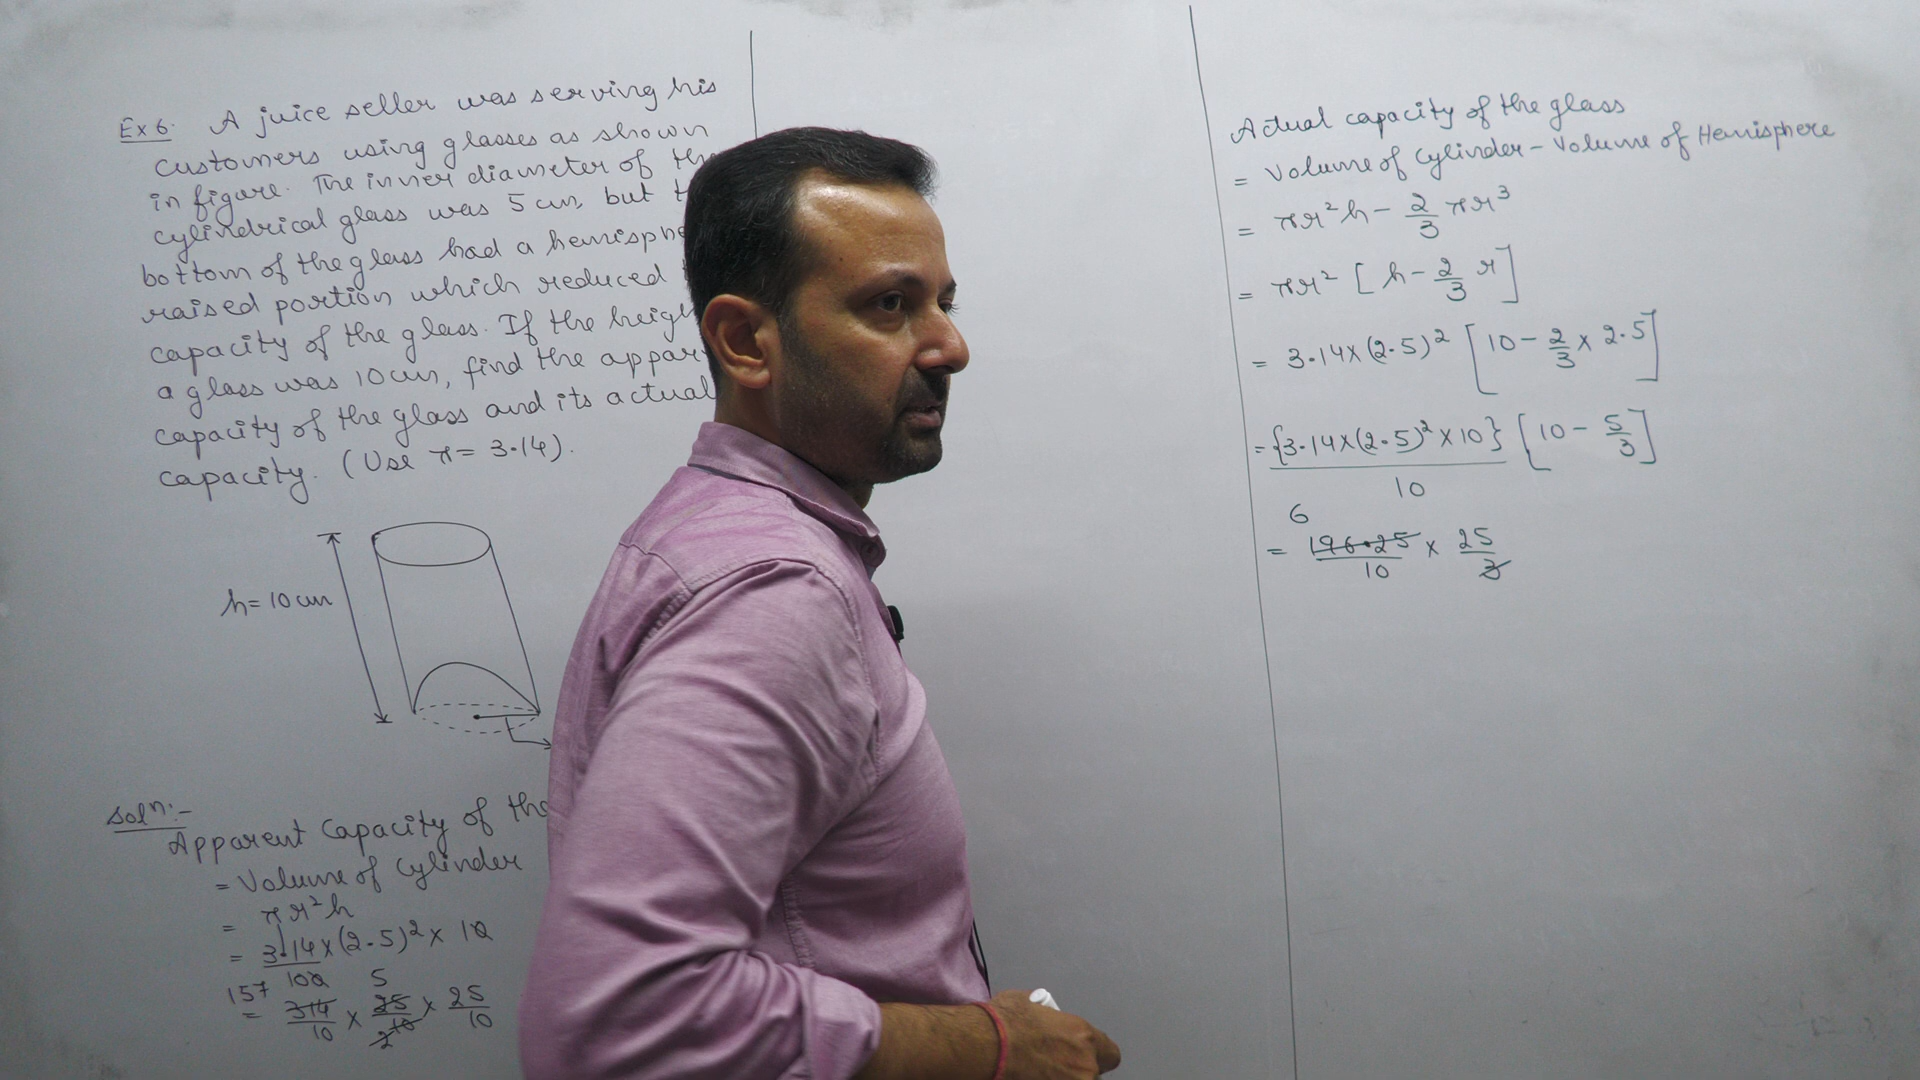 Ex 6. A juice seller was serving his
customers using glasses as shown
in figure. The inner diameter of the
cylindrical glass was 5 cm, but
bottom of the glass had a
raised portion which reduced
capacity of the glass. If the
a glass was 10 cm, find the
capacity of the glass and its actual
capacity. (Use π = 3.14).
h = 10 cm
Solⁿ:-
Apparent Capacity of the
= Volume of cylinder
= πr²h
= 3.14 × (2.5)² × 10
100
157 5
= 314/10 × 25/10 × 25/10
2
Actual capacity of the glass
= Volume of cylinder - Volume of Hemisphere
= πr²h - 2/3 πr³
= πr² [h - 2/3 r]
= 3.14 × (2.5)² [10 - 2/3 × 2.5]
= {3.14 × (2.5)² × 10}/10 [10 - 5/3]
6
= 196.25/10 × 25/3